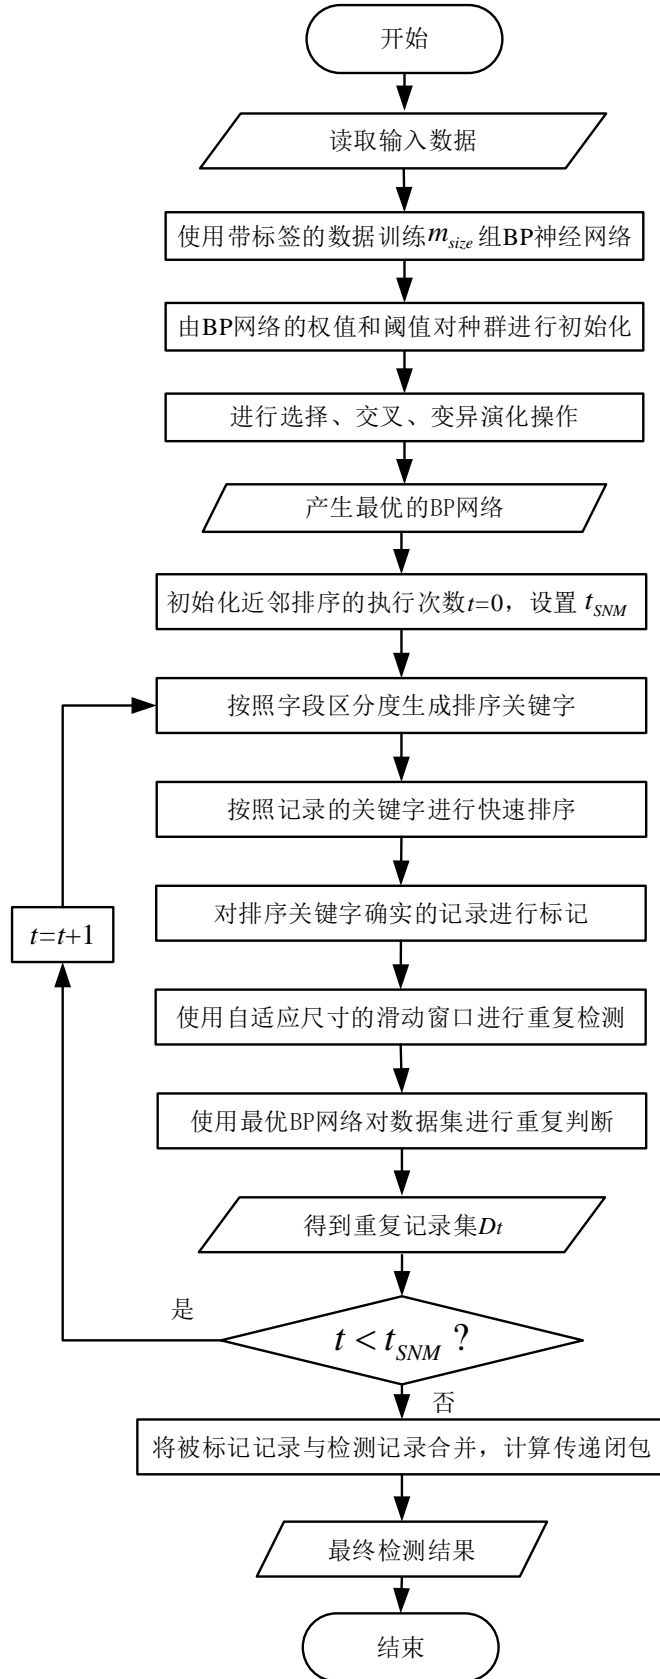 开始
读取输入数据
使用带标签的数据训练m_size组BP神经网络
由BP网络的权值和阈值对种群进行初始化
进行选择、交叉、变异演化操作
产生最优的BP网络
初始化近邻排序的执行次数t=0，设置 t_SNM
按照字段区分度生成排序关键字
按照记录的关键字进行快速排序
对排序关键字确实的记录进行标记
t=t+1
使用自适应尺寸的滑动窗口进行重复检测
使用最优BP网络对数据集进行重复判断
得到重复记录集Dt
是
t < t_SNM ?
否
将被标记记录与检测记录合并，计算传递闭包
最终检测结果
结束